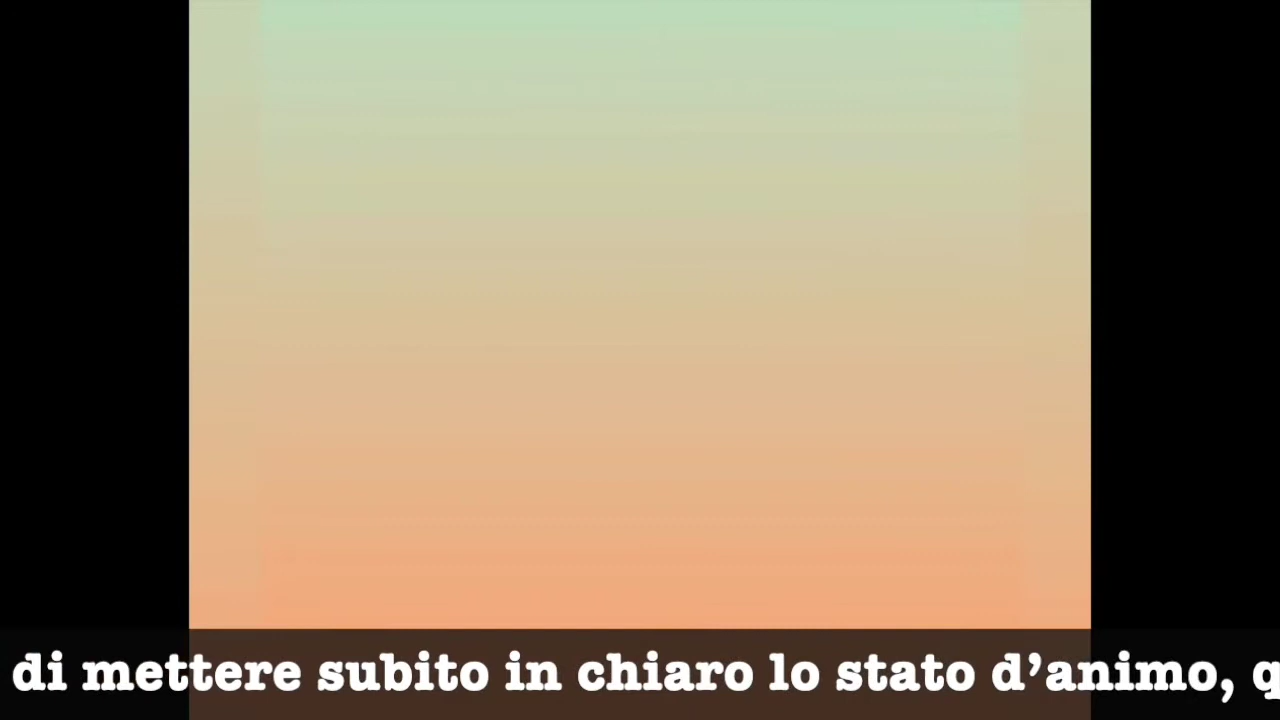 di mettere subito in chiaro lo stato d’animo, q